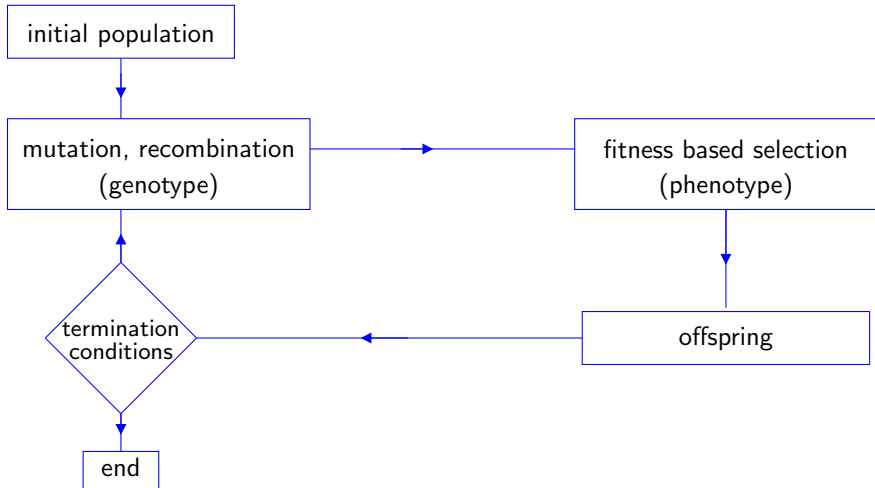 initial population
mutation, recombination
(genotype)
fitness based selection
(phenotype)
termination
conditions
offspring
end